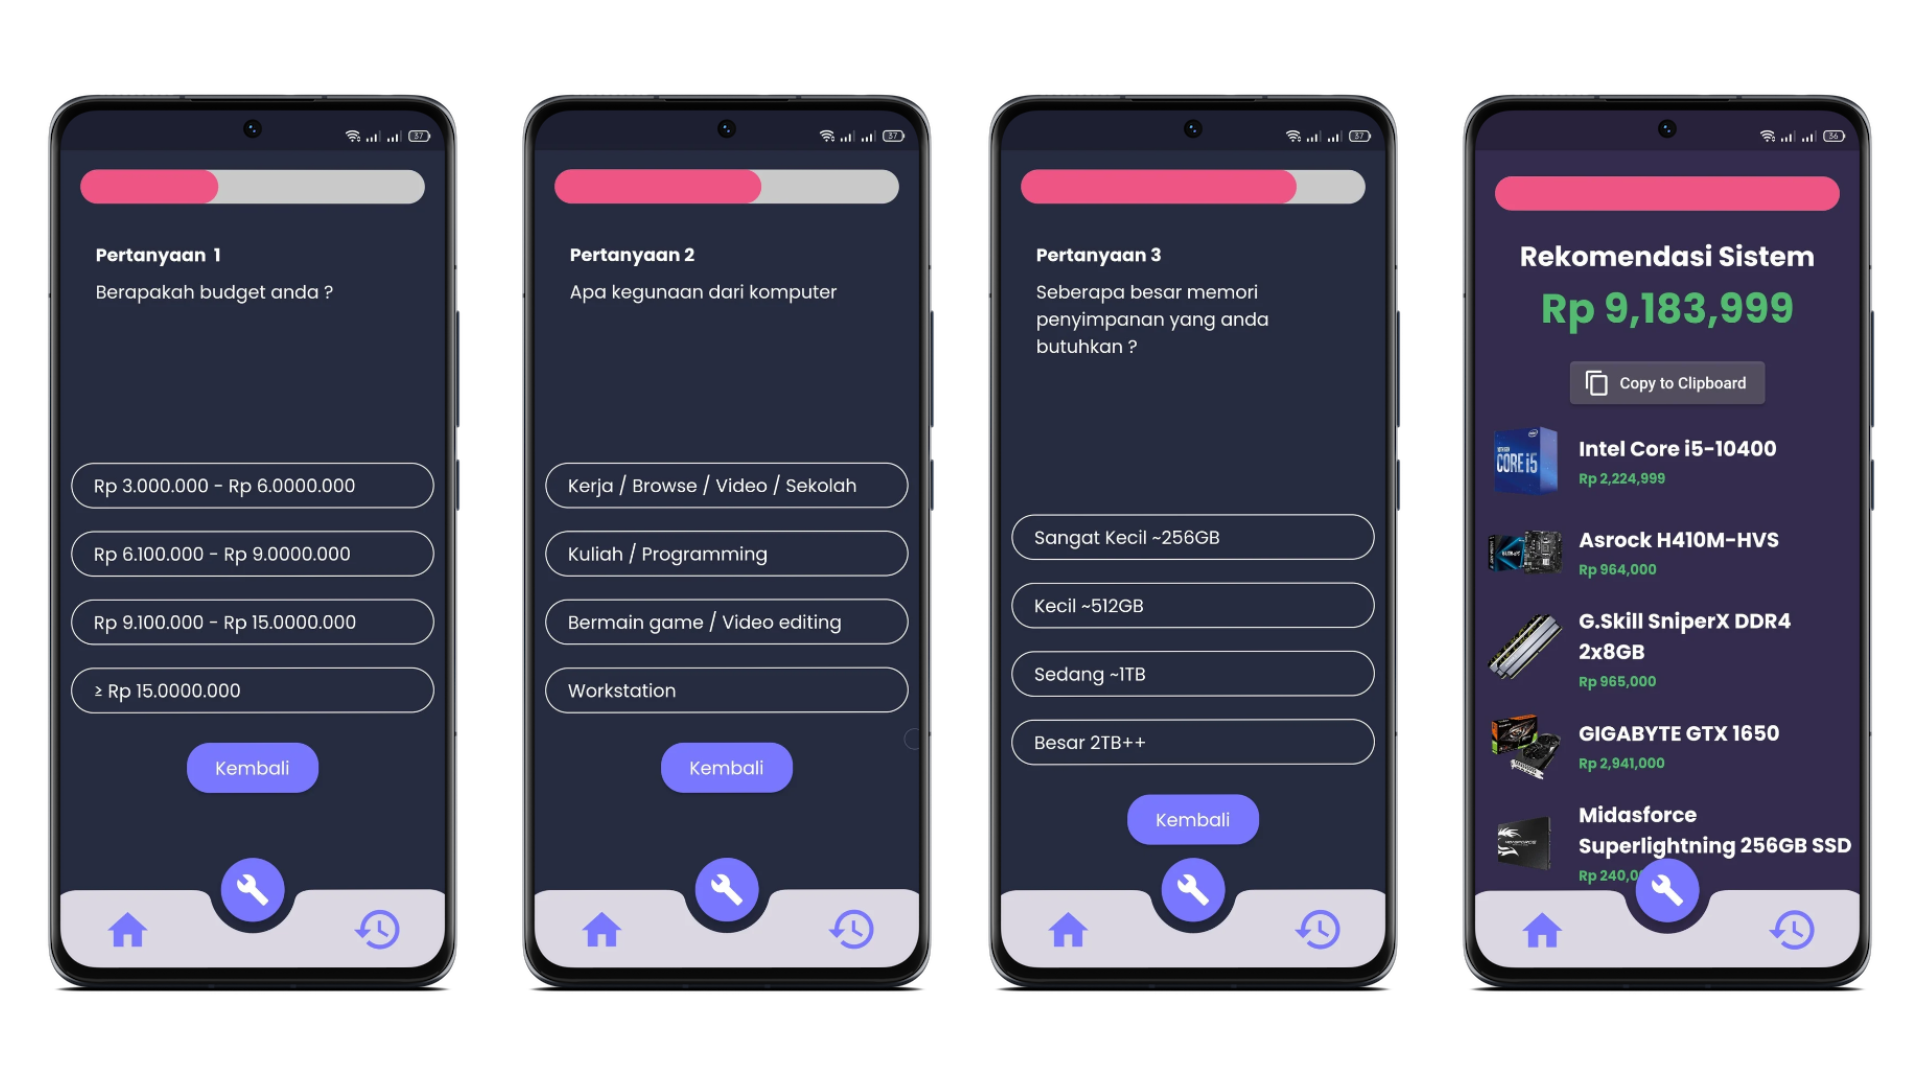 37
Pertanyaan 1
Berapakah budget anda ?
Rp 3.000.000 - Rp 6.0000.000
Rp 6.100.000 - Rp 9.0000.000
Rp 9.100.000 - Rp 15.0000.000
≥ Rp 15.0000.000
Kembali
37
Pertanyaan 2
Apa kegunaan dari komputer
Kerja / Browse / Video / Sekolah
Kuliah / Programming
Bermain game / Video editing
Workstation
Kembali
37
Pertanyaan 3
Seberapa besar memori
penyimpanan yang anda
butuhkan ?
Sangat Kecil ~256GB
Kecil ~512GB
Sedang ~1TB
Besar 2TB++
Kembali
36
Rekomendasi Sistem
Rp 9,183,999
Copy to Clipboard
CORE i5
Intel Core i5-10400
Rp 2,224,999
Asrock H410M-HVS
Rp 964,000
G.Skill SniperX DDR4
2x8GB
Rp 965,000
GIGABYTE GTX 1650
Rp 2,941,000
Midasforce
Superlightning 256GB SSD
Rp 240,0